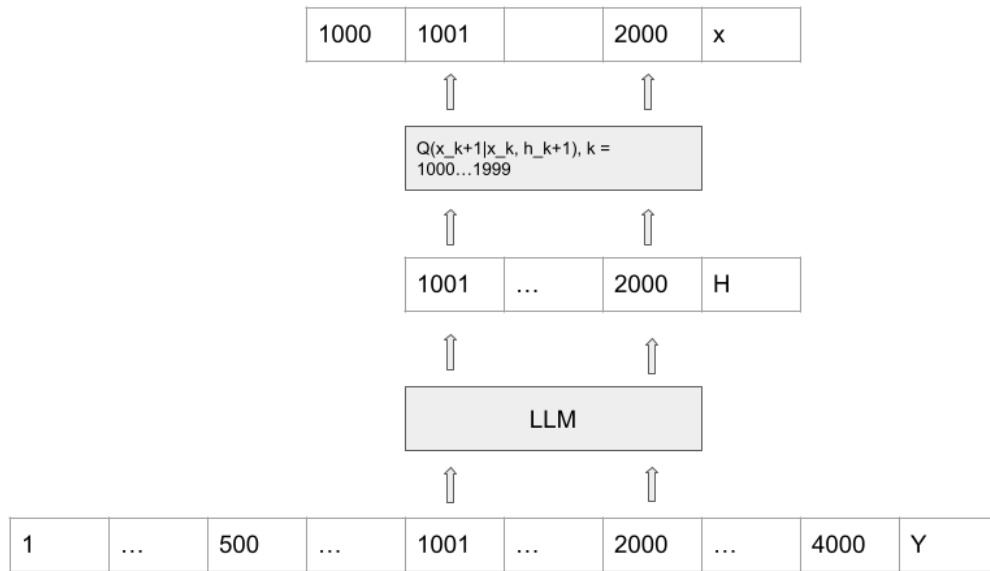 1000 1001 2000 x
Q(x_k+1|x_k, h_k+1), k =
1000…1999
1001 … 2000 H
LLM
1 … 500 … 1001 … 2000 … 4000 Y